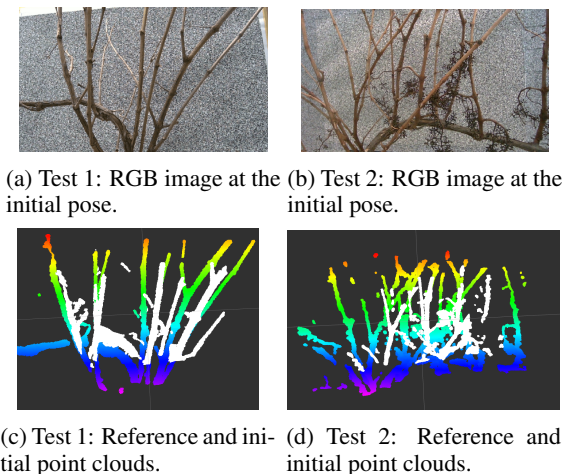 (a) Test 1: RGB image at the
initial pose.
(b) Test 2: RGB image at the
initial pose.
(c) Test 1: Reference and ini-
tial point clouds.
(d) Test 2: Reference and
initial point clouds.